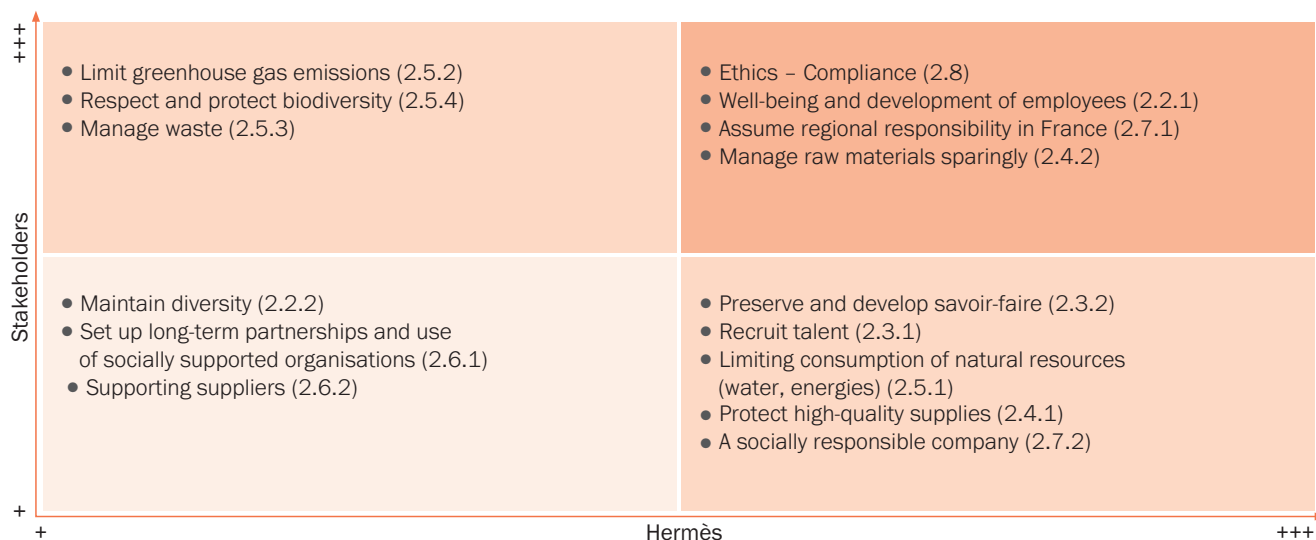 +++
Stakeholders
+
• Limit greenhouse gas emissions (2.5.2)
• Respect and protect biodiversity (2.5.4)
• Manage waste (2.5.3)
• Ethics – Compliance (2.8)
• Well-being and development of employees (2.2.1)
• Assume regional responsibility in France (2.7.1)
• Manage raw materials sparingly (2.4.2)
• Maintain diversity (2.2.2)
• Set up long-term partnerships and use
of socially supported organisations (2.6.1)
• Supporting suppliers (2.6.2)
• Preserve and develop savoir-faire (2.3.2)
• Recruit talent (2.3.1)
• Limiting consumption of natural resources
(water, energies) (2.5.1)
• Protect high-quality supplies (2.4.1)
• A socially responsible company (2.7.2)
+
Hermès
+++